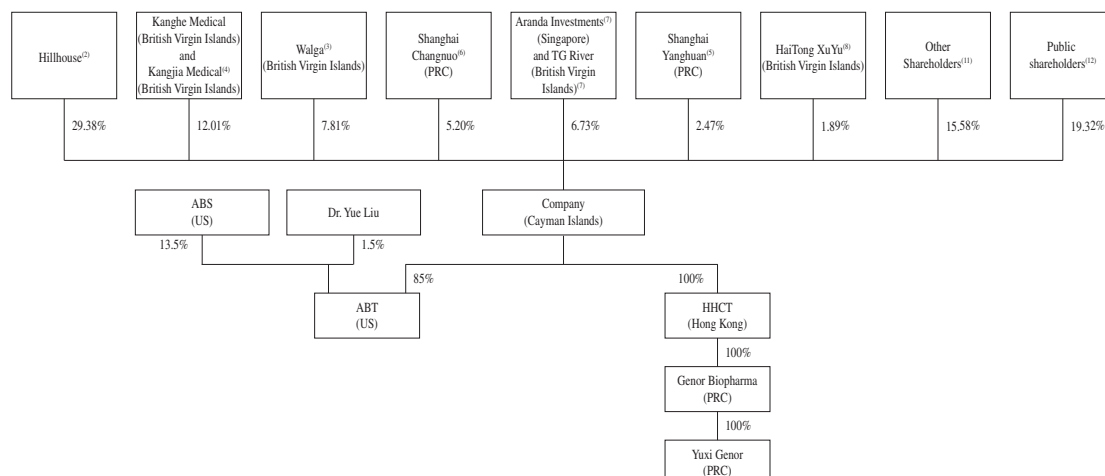 Hillhouse(2)
Kanghe Medical
(British Virgin Islands)
and
Kangjia Medical(4)
(British Virgin Islands)
Walga(3)
(British Virgin Islands)
Shanghai
Changnuo(6)
(PRC)
Aranda Investments(7)
(Singapore)
and TG River
(British Virgin
Islands)(7)
Shanghai
Yanghuan(5)
(PRC)
HaiTong XuYu(8)
(British Virgin Islands)
Other
Shareholders(11)
Public
shareholders(12)
29.38%
12.01%
7.81%
5.20%
6.73%
2.47%
1.89%
15.58%
19.32%
ABS
(US)
Dr. Yue Liu
Company
(Cayman Islands)
13.5%
1.5%
85%
100%
ABT
(US)
HHCT
(Hong Kong)
100%
Genor Biopharma
(PRC)
100%
Yuxi Genor
(PRC)